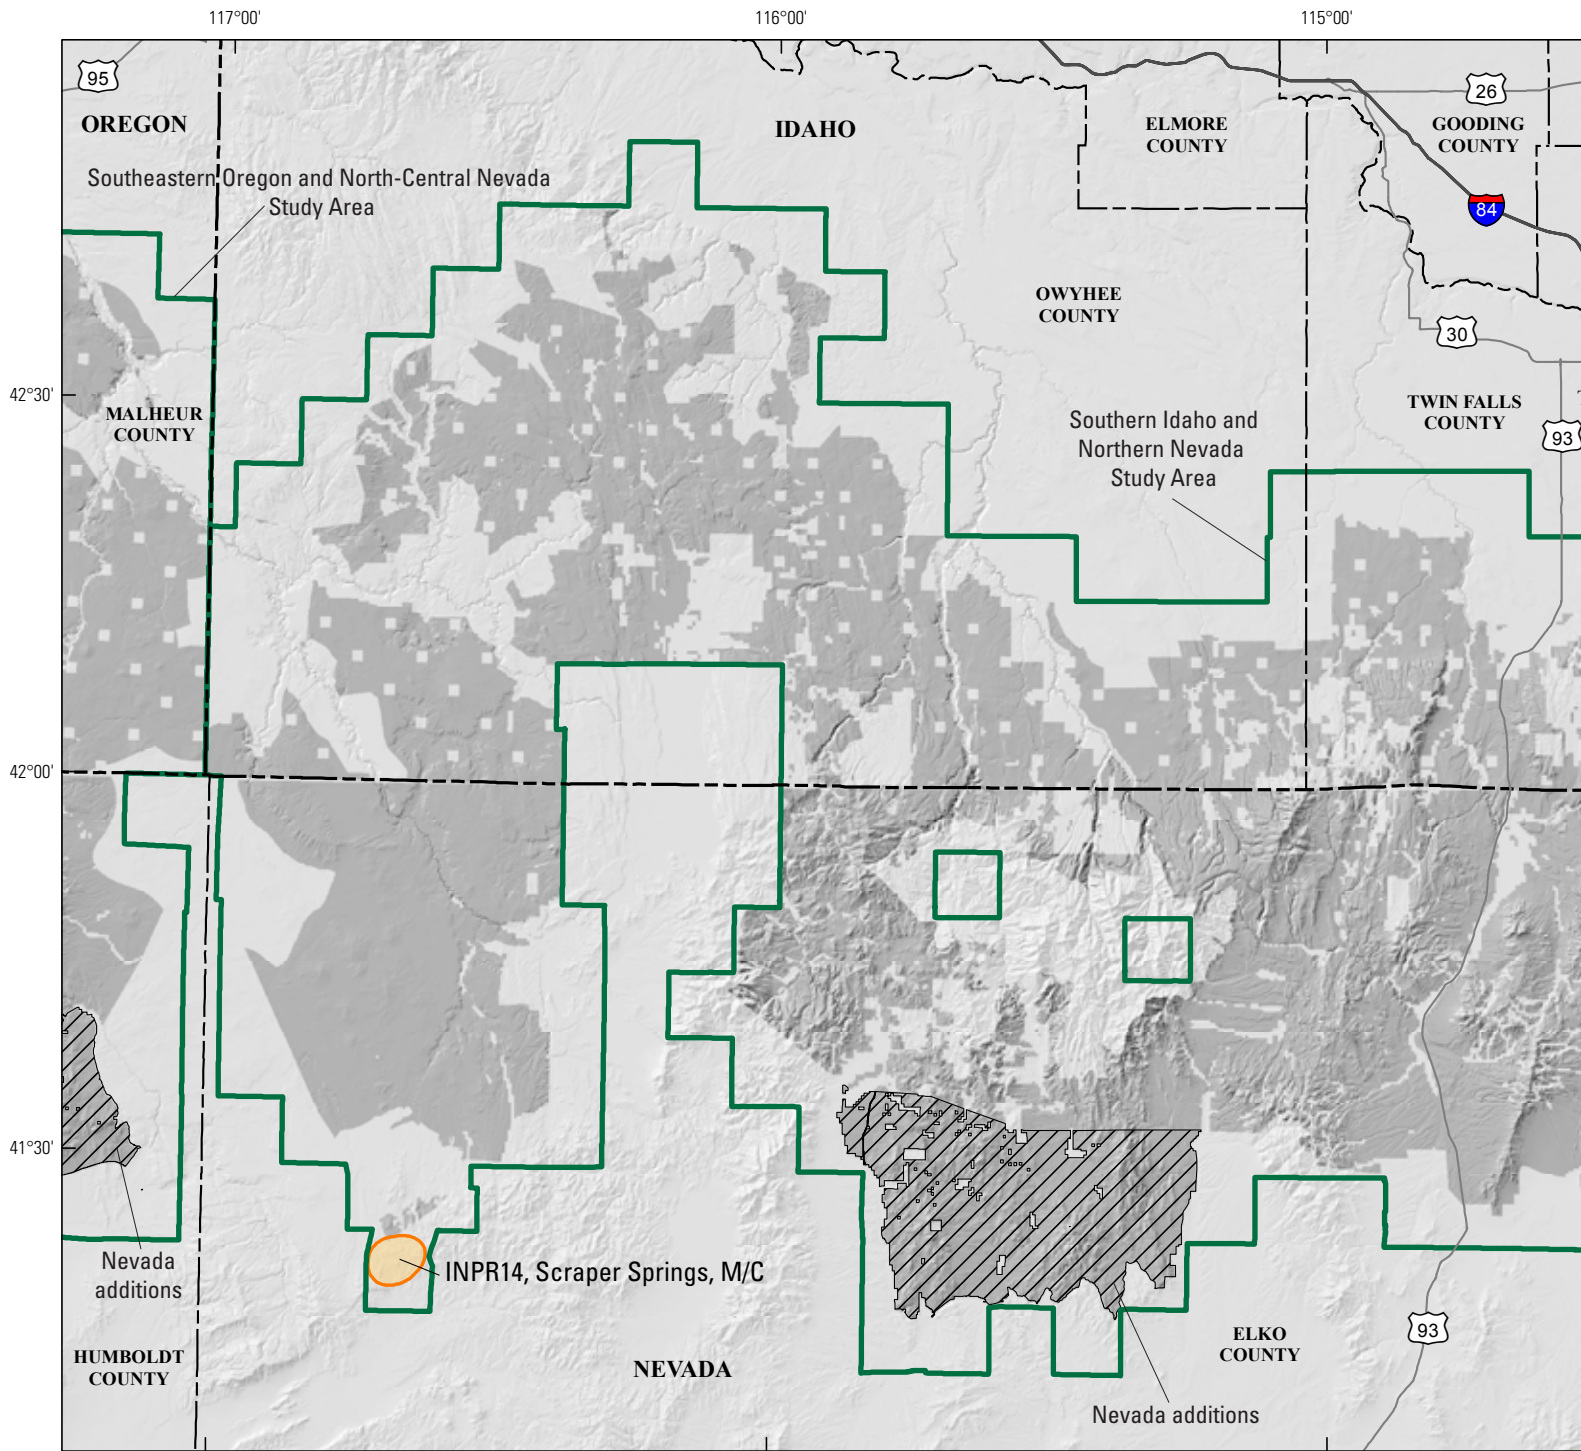 117°00'
116°00'
115°00'
95
26
OREGON
IDAHO
ELMORE
COUNTY
GOODING
COUNTY
Southeastern Oregon and North-Central Nevada
Study Area
84
OWYHEE
COUNTY
30
42°30'
MALHEUR
COUNTY
Southern Idaho and
Northern Nevada
Study Area
TWIN FALLS
COUNTY
93
42°00'
41°30'
Nevada
additions
INPR14, Scraper Springs, M/C
HUMBOLDT
COUNTY
NEVADA
ELKO
COUNTY
93
Nevada additions